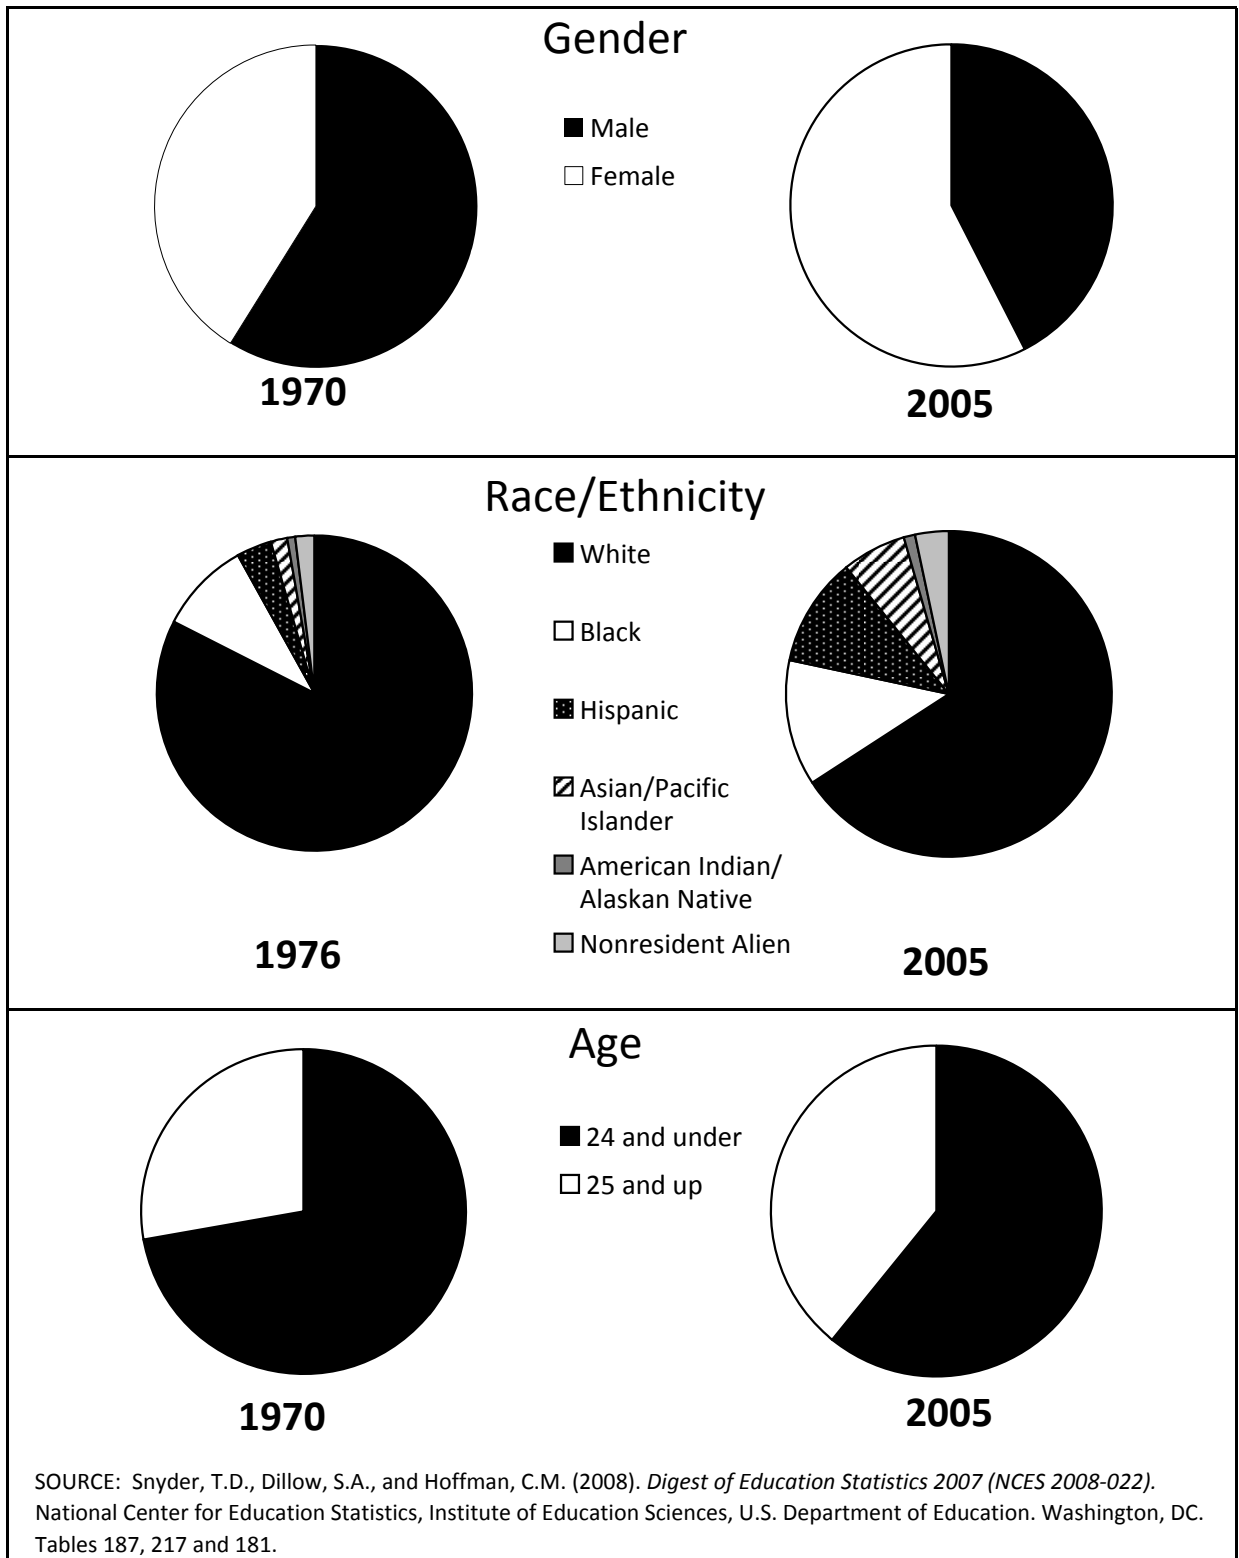 Gender
Male
Female
1970
2005
Race/Ethnicity
White
Black
Hispanic
Asian/Pacific
Islander
American Indian/
Alaskan Native
Nonresident Alien
1976
2005
Age
24 and under
25 and up
1970
2005
SOURCE: Snyder, T.D., Dillow, S.A., and Hoffman, C.M. (2008). Digest of Education Statistics 2007 (NCES 2008-022).
National Center for Education Statistics, Institute of Education Sciences, U.S. Department of Education. Washington, DC.
Tables 187, 217 and 181.